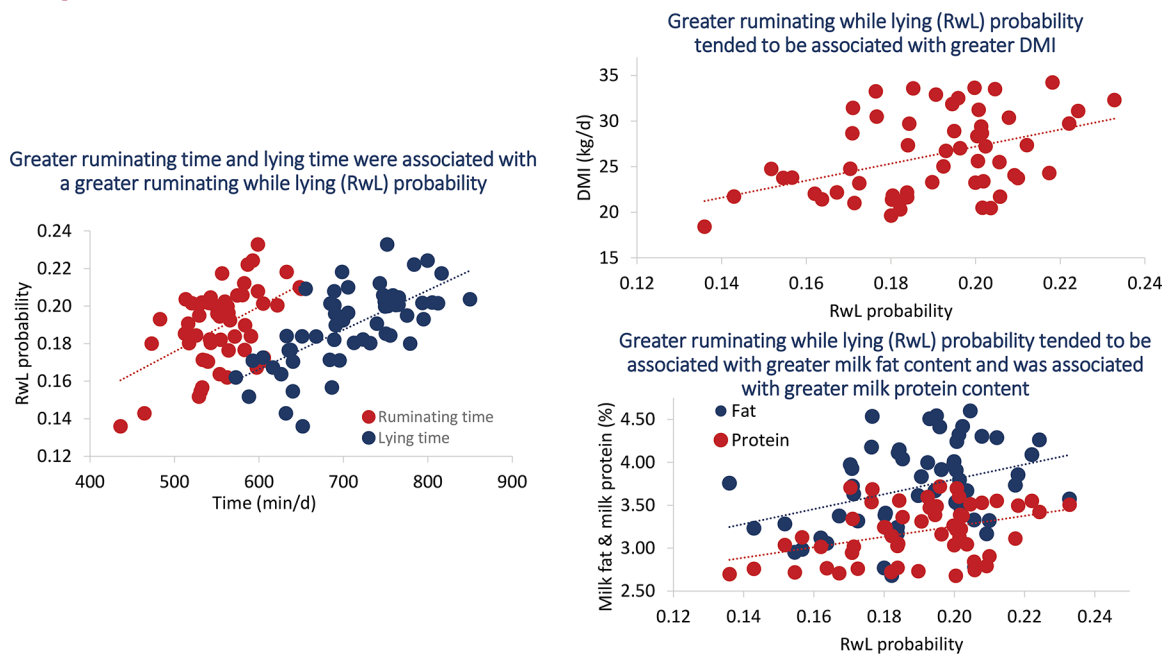 Greater ruminating time and lying time were associated with
a greater ruminating while lying (RwL) probability
RwL probability
0.24
0.22
0.20
0.18
0.16
0.14
0.12
Ruminating time
Lying time
400 500 600 700 800 900
Time (min/d)
Greater ruminating while lying (RwL) probability
tended to be associated with greater DMI
DMI (kg/d)
35
30
25
20
15
0.12 0.14 0.16 0.18 0.20 0.22 0.24
RwL probability
Greater ruminating while lying (RwL) probability tended to be
associated with greater milk fat content and was associated
with greater milk protein content
Milk fat & milk protein (%)
4.50
4.00
3.50
3.00
2.50
Fat
Protein
0.12 0.14 0.16 0.18 0.20 0.22 0.24
RwL probability